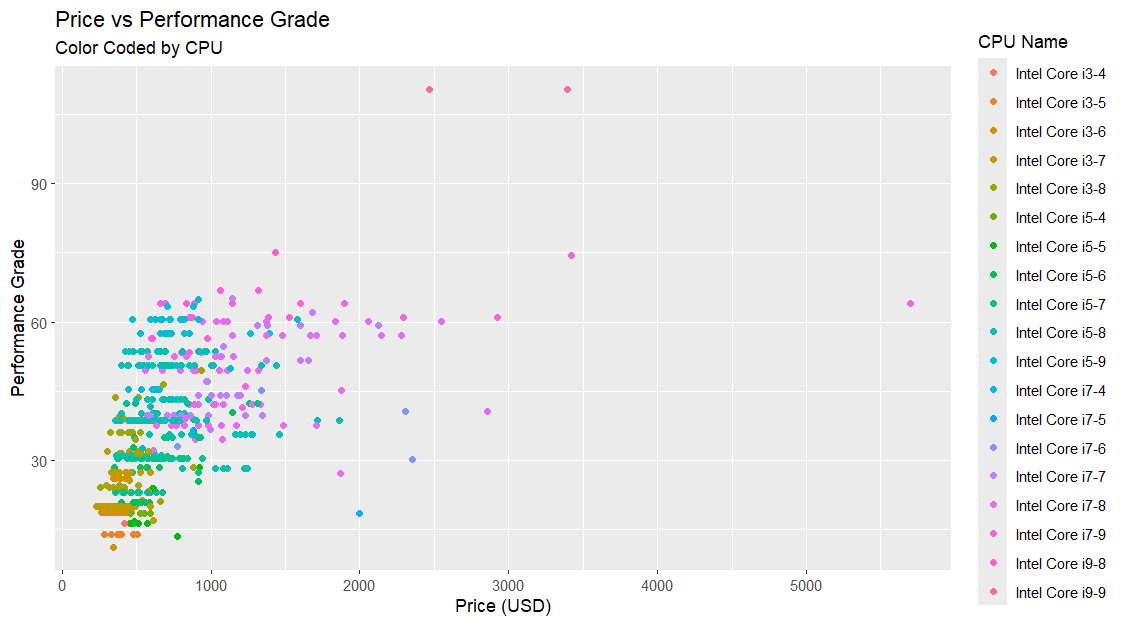 Price vs Performance Grade
Color Coded by CPU
CPU Name
Intel Core i3-4
Intel Core i3-5
Intel Core i3-6
Intel Core i3-7
Intel Core i3-8
Intel Core i5-4
Intel Core i5-5
Intel Core i5-6
Intel Core i5-7
Intel Core i5-8
Intel Core i5-9
Intel Core i7-4
Intel Core i7-5
Intel Core i7-6
Intel Core i7-7
Intel Core i7-8
Intel Core i7-9
Intel Core i9-8
Intel Core i9-9
Performance Grade
90
60
30
0 1000 2000 3000 4000 5000
Price (USD)